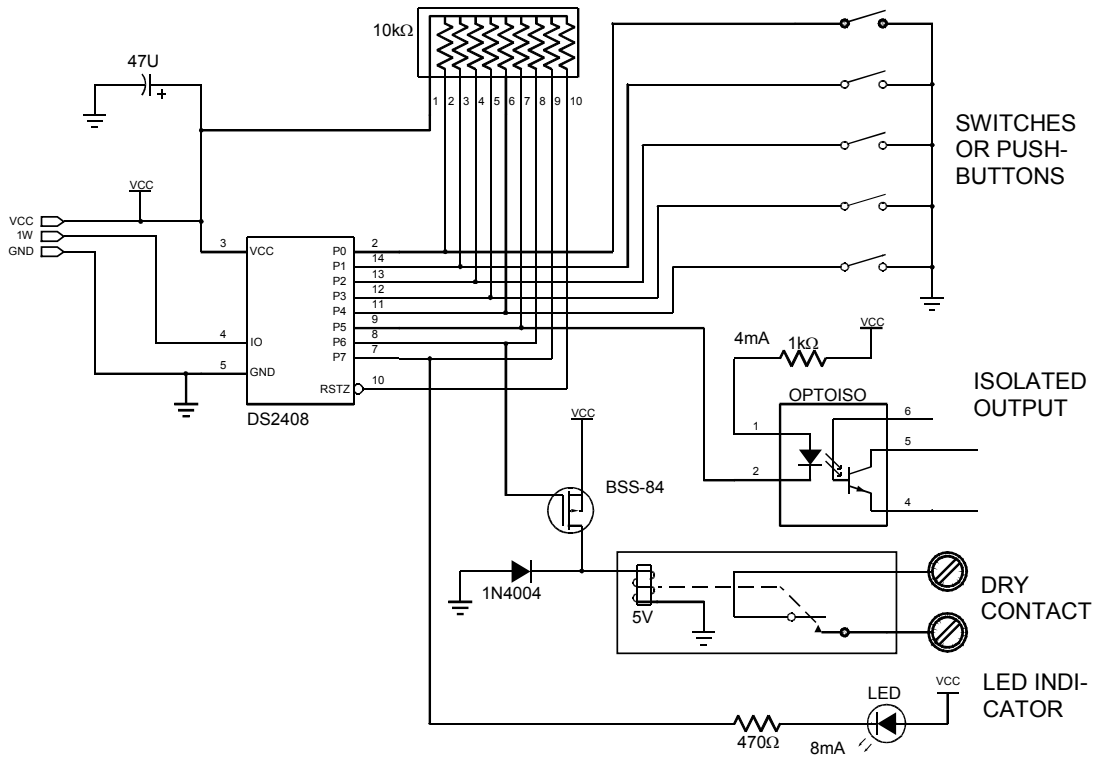 10kΩ
47U
+
1 2 3 4 5 6 7 8 9 10
SWITCHES
OR PUSH-
BUTTONS
VCC
VCC
1W
GND
3 VCC
P0 2
P1 14
P2 13
P3 12
P4 11
P5 9
P6 8
P7 7
4 IO
5 GND
RSTZ 10
DS2408
VCC
4mA
1kΩ
ISOLATED
OUTPUT
OPTOISO
1
2
6
5
4
VCC
BSS-84
1N4004
5V
DRY
CONTACT
LED INDI-
CATOR
VCC
LED
470Ω
8mA